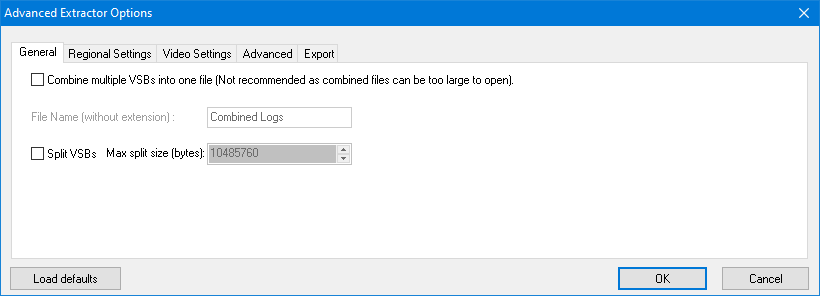 Advanced Extractor Options
General Regional Settings Video Settings Advanced Export
Combine multiple VSBs into one file (Not recommended as combined files can be too large to open).
File Name (without extension) : Combined Logs
Split VSBs Max split size (bytes): 10485760
Load defaults OK Cancel